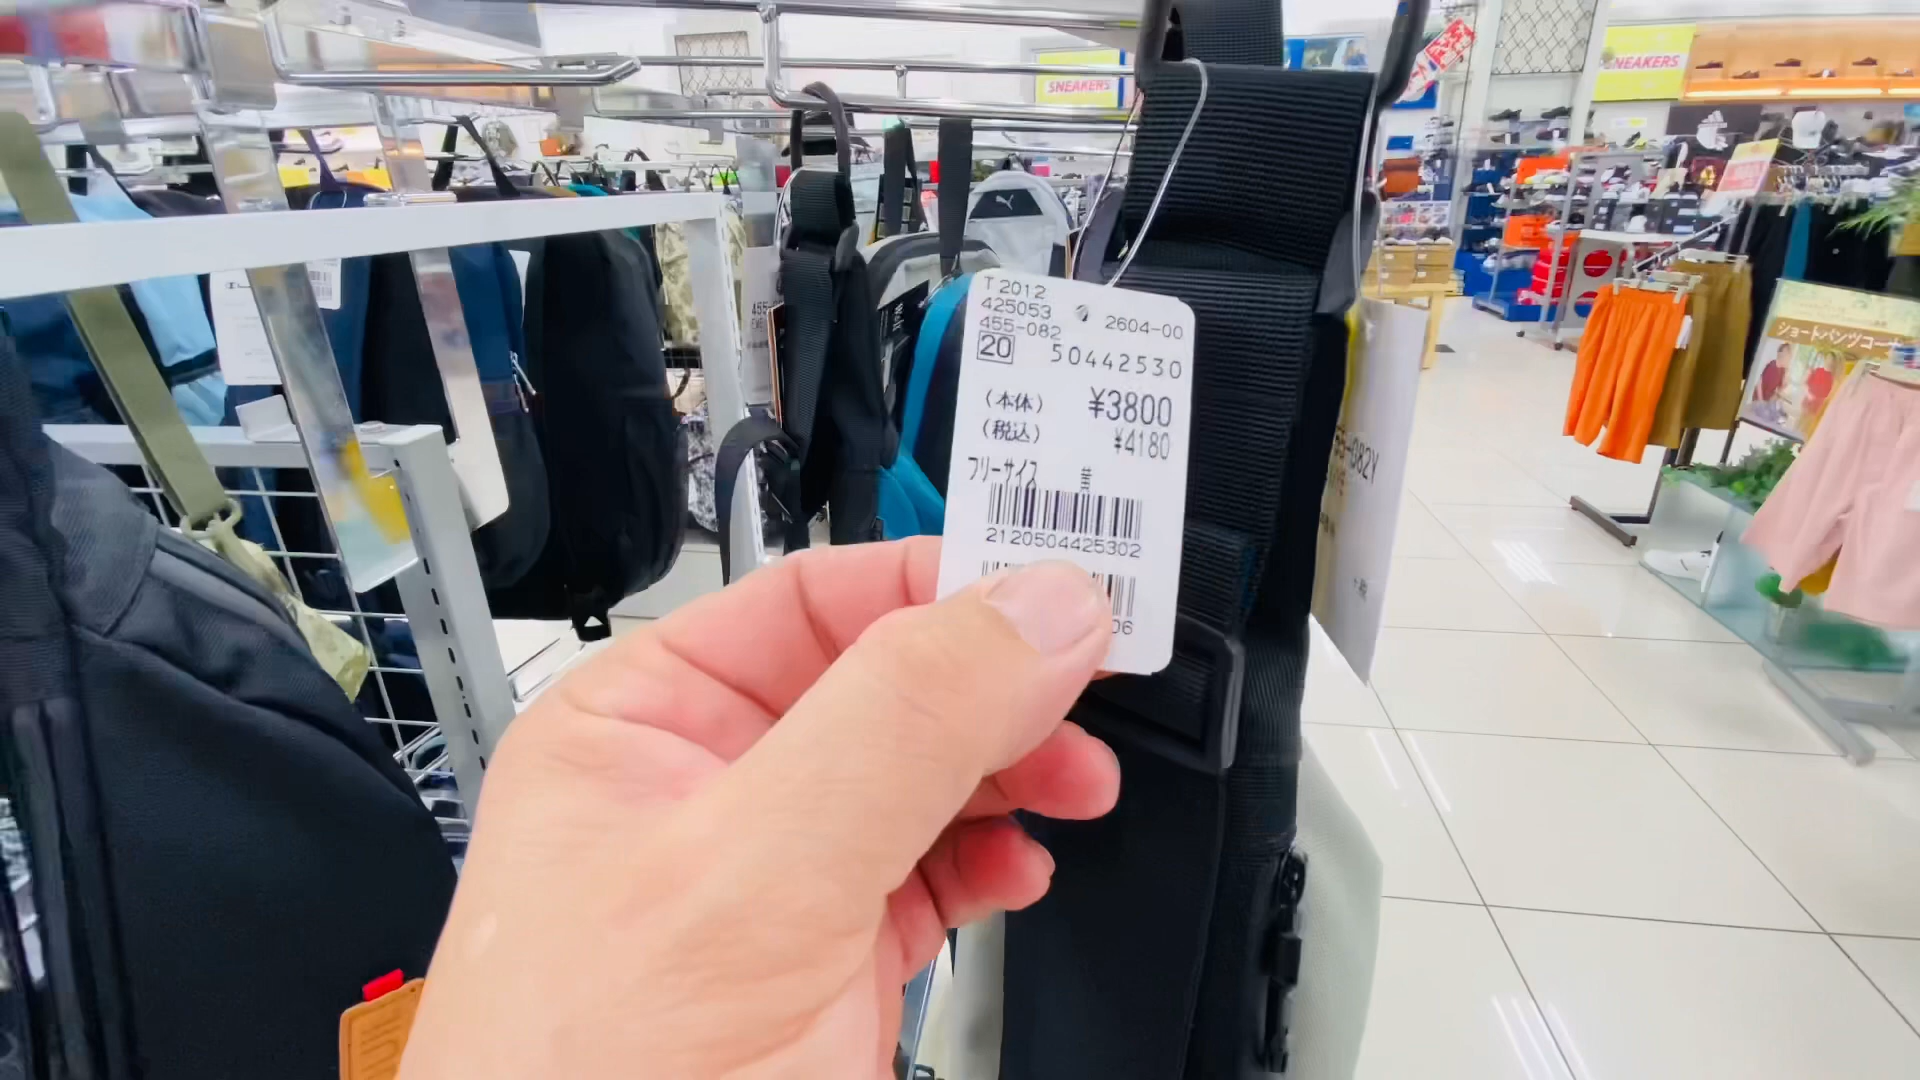 T2012
425053
2604-00
455-082
20
50442530
(本体) ¥3800
(税込) ¥4180
フリーサイズ
2120504425302
06
SNEAKERS
SNEAKERS
ショートパンツコーナー